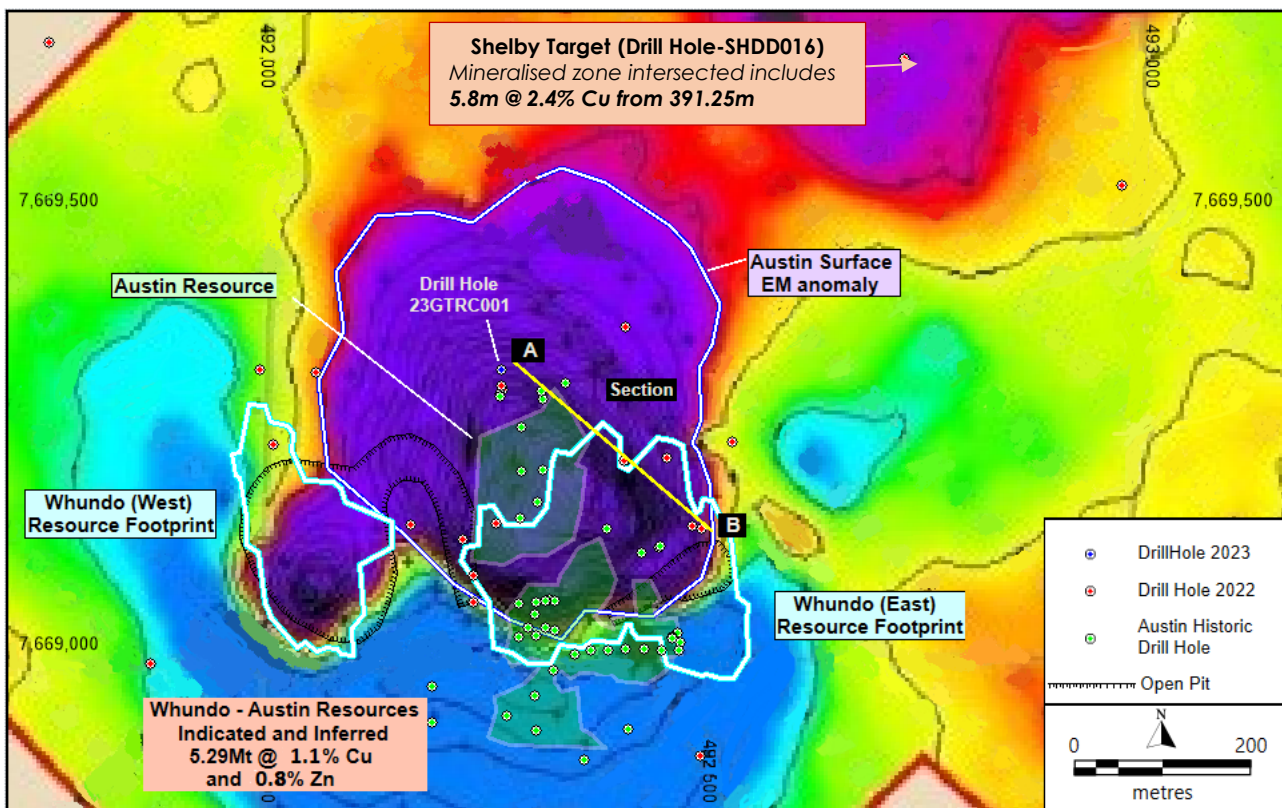 Shelby Target (Drill Hole-SHDD016)
Mineralised zone intersected includes
5.8m @ 2.4% Cu from 391.25m
492,000
493,000
7,669,500
7,669,500
Austin Surface
EM anomaly
Austin Resource
Drill Hole
23GTRC001
A
Section
Whundo (West)
Resource Footprint
B
Whundo (East)
Resource Footprint
7,669,000
Whundo - Austin Resources
Indicated and Inferred
5.29Mt @ 1.1% Cu
and 0.8% Zn
492,500
DrillHole 2023
Drill Hole 2022
Austin Historic
Drill Hole
Open Pit
N
0 200
metres